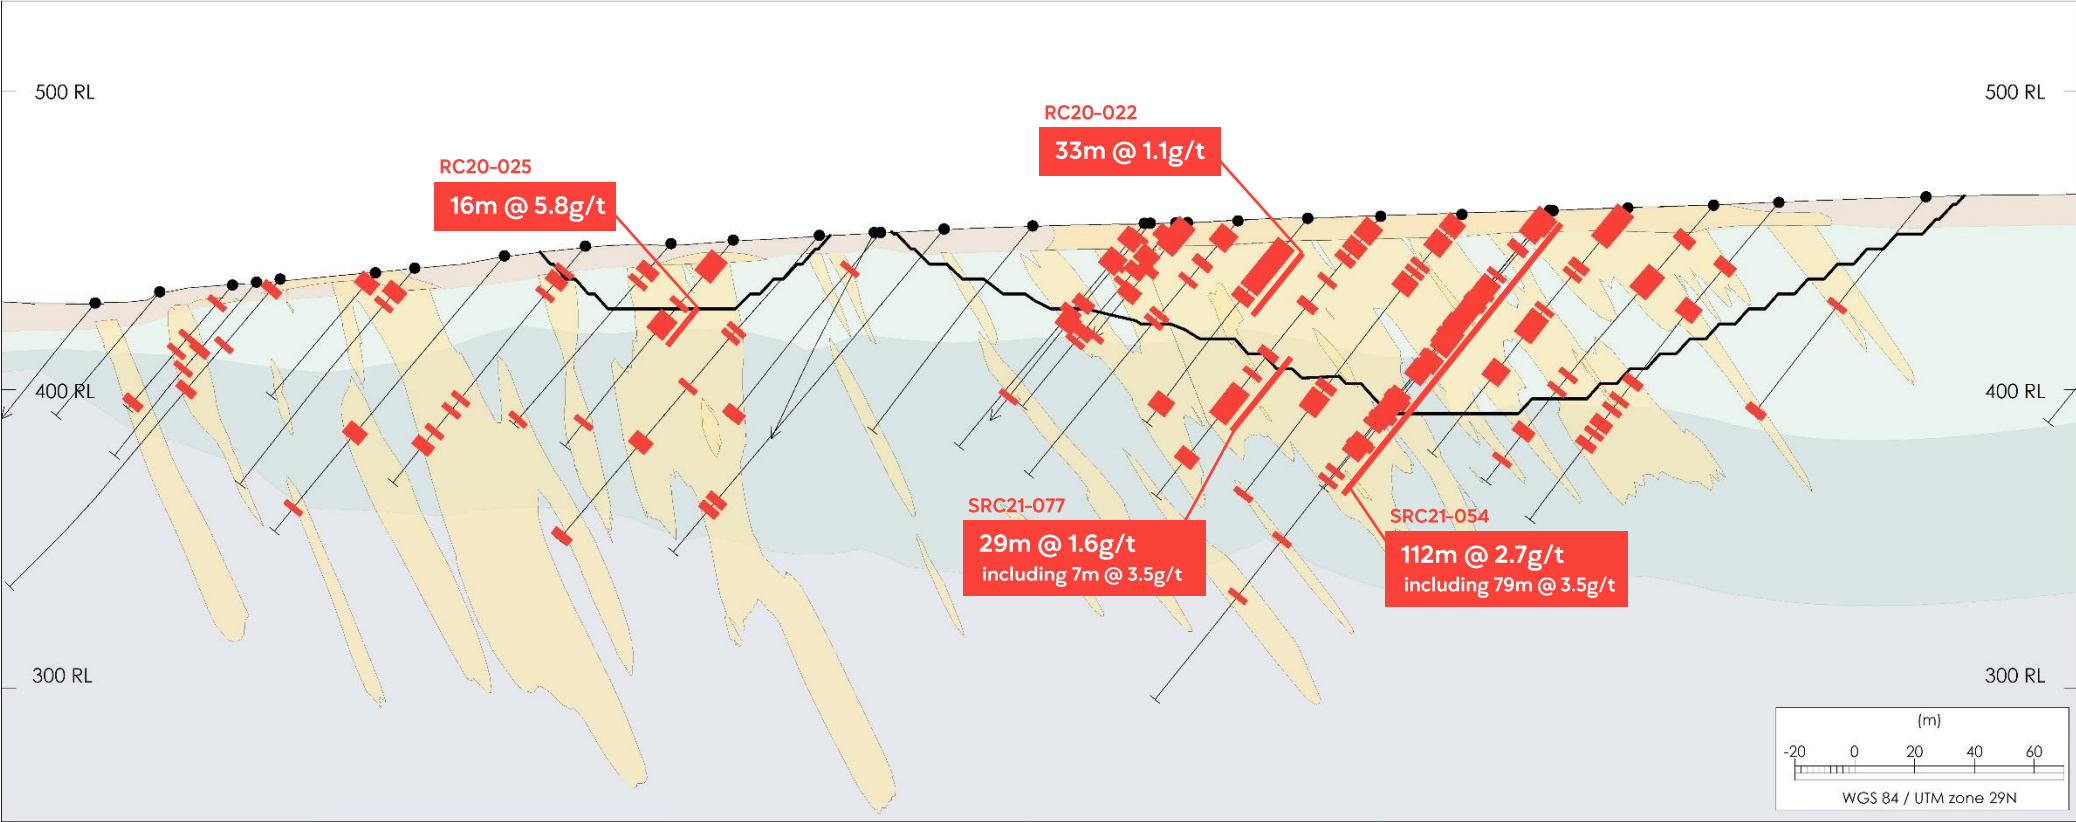 500 RL
500 RL
RC20-022
33m @ 1.1g/t
RC20-025
16m @ 5.8g/t
400 RL
400 RL
SRC21-077
29m @ 1.6g/t
including 7m @ 3.5g/t
SRC21-054
112m @ 2.7g/t
including 79m @ 3.5g/t
300 RL
300 RL
(m)
-20 0 20 40 60
WGS 84 / UTM zone 29N